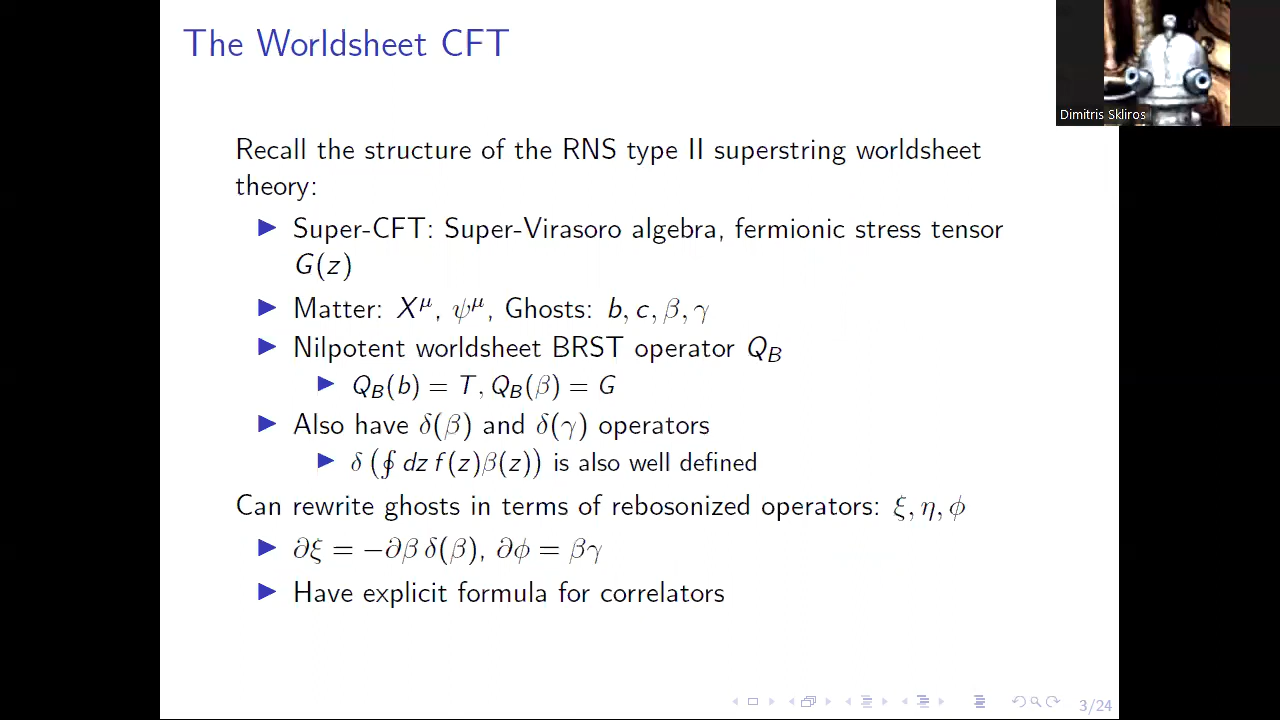 The Worldsheet CFT
Dimitris Skliros
Recall the structure of the RNS type II superstring worldsheet
theory:
▶ Super-CFT: Super-Virasoro algebra, fermionic stress tensor
G(z)
▶ Matter: X^μ, ψ^μ, Ghosts: b, c, β, γ
▶ Nilpotent worldsheet BRST operator Q_B
▶ Q_B(b) = T, Q_B(β) = G
▶ Also have δ(β) and δ(γ) operators
▶ δ (∮ dz f(z)β(z)) is also well defined
Can rewrite ghosts in terms of rebosonized operators: ξ, η, ϕ
▶ ∂ξ = −∂β δ(β), ∂ϕ = βγ
▶ Have explicit formula for correlators
3/24